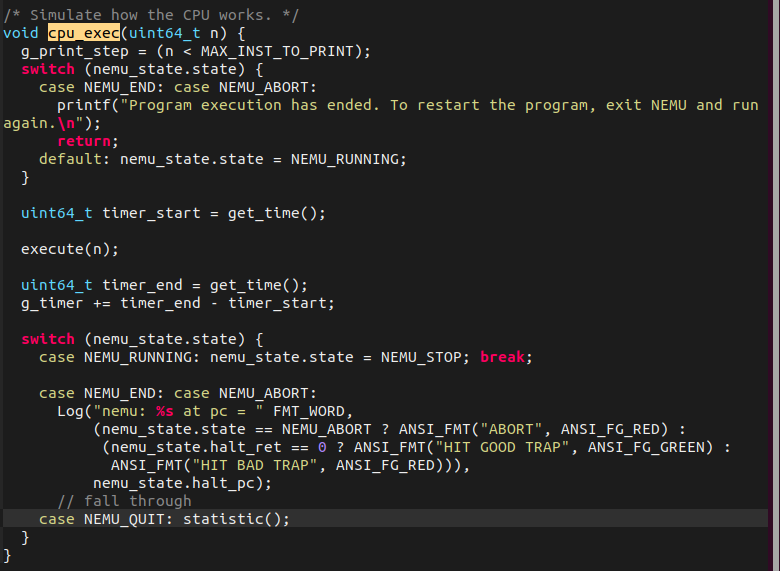 /* Simulate how the CPU works. */
void cpu_exec(uint64_t n) {
  g_print_step = (n < MAX_INST_TO_PRINT);
  switch (nemu_state.state) {
    case NEMU_END: case NEMU_ABORT:
      printf("Program execution has ended. To restart the program, exit NEMU and run
again.\n");
      return;
    default: nemu_state.state = NEMU_RUNNING;
  }
  uint64_t timer_start = get_time();
  execute(n);
  uint64_t timer_end = get_time();
  g_timer += timer_end - timer_start;
  switch (nemu_state.state) {
    case NEMU_RUNNING: nemu_state.state = NEMU_STOP; break;
    case NEMU_END: case NEMU_ABORT:
      Log("nemu: %s at pc = " FMT_WORD,
          (nemu_state.state == NEMU_ABORT ? ANSI_FMT("ABORT", ANSI_FG_RED) :
           (nemu_state.halt_ret == 0 ? ANSI_FMT("HIT GOOD TRAP", ANSI_FG_GREEN) :
            ANSI_FMT("HIT BAD TRAP", ANSI_FG_RED))),
          nemu_state.halt_pc);
      // fall through
    case NEMU_QUIT: statistic();
  }
}